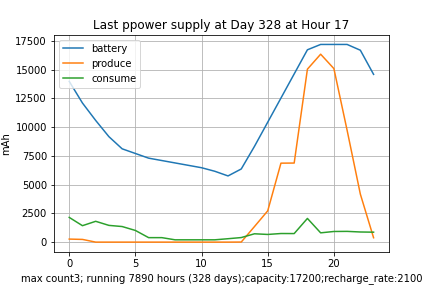 Last ppower supply at Day 328 at Hour 17
17500
15000
12500
10000
7500
5000
2500
0
mAh
battery
produce
consume
0 5 10 15 20
max count3; running 7890 hours (328 days);capacity:17200;recharge_rate:2100